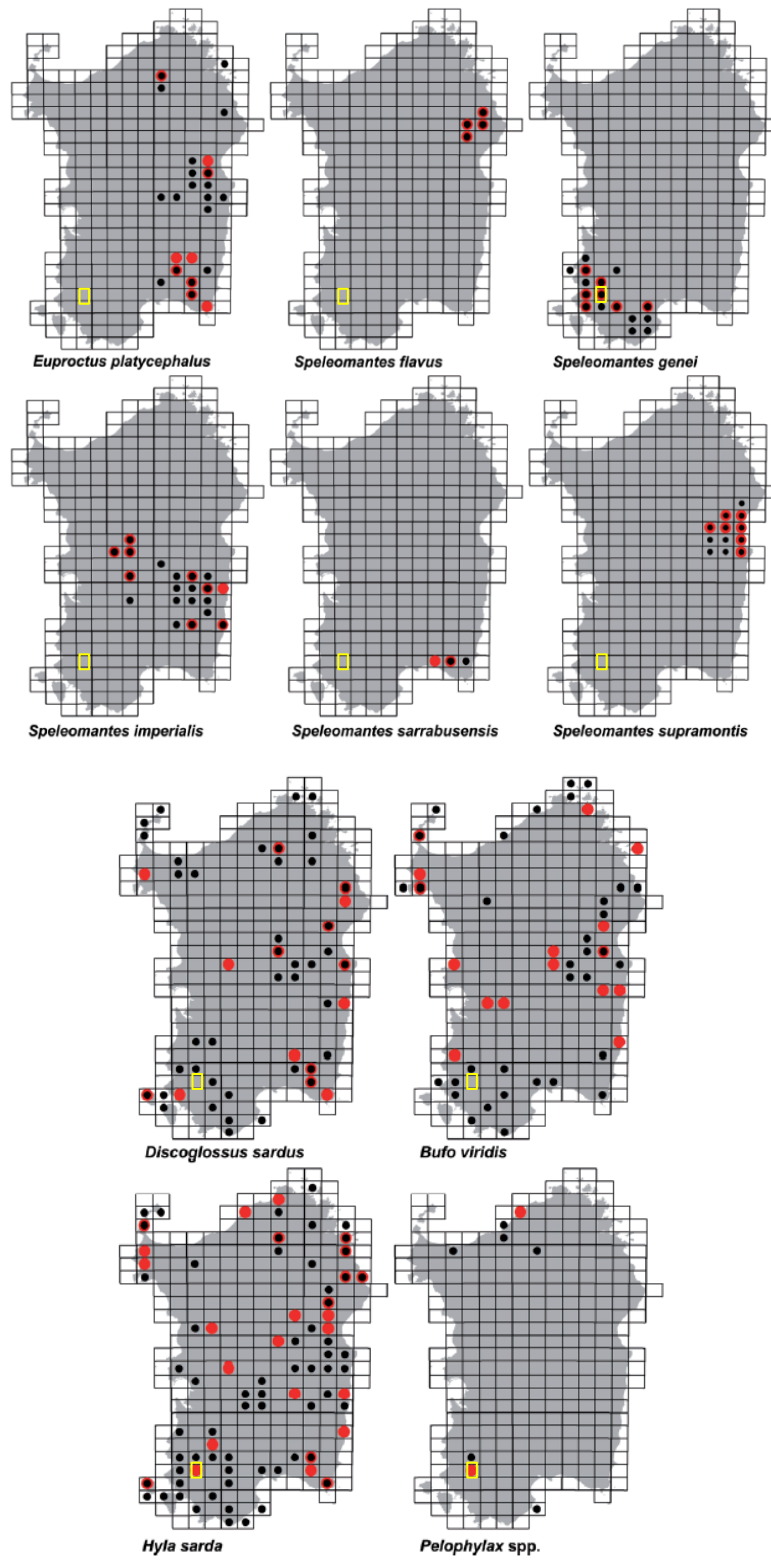 Euproctus platycephalus
Speleomantes flavus
Speleomantes genei
Speleomantes imperialis
Speleomantes sarrabusensis
Speleomantes supramontis
Discoglossus sardus
Bufo viridis
Hyla sarda
Pelophylax spp.